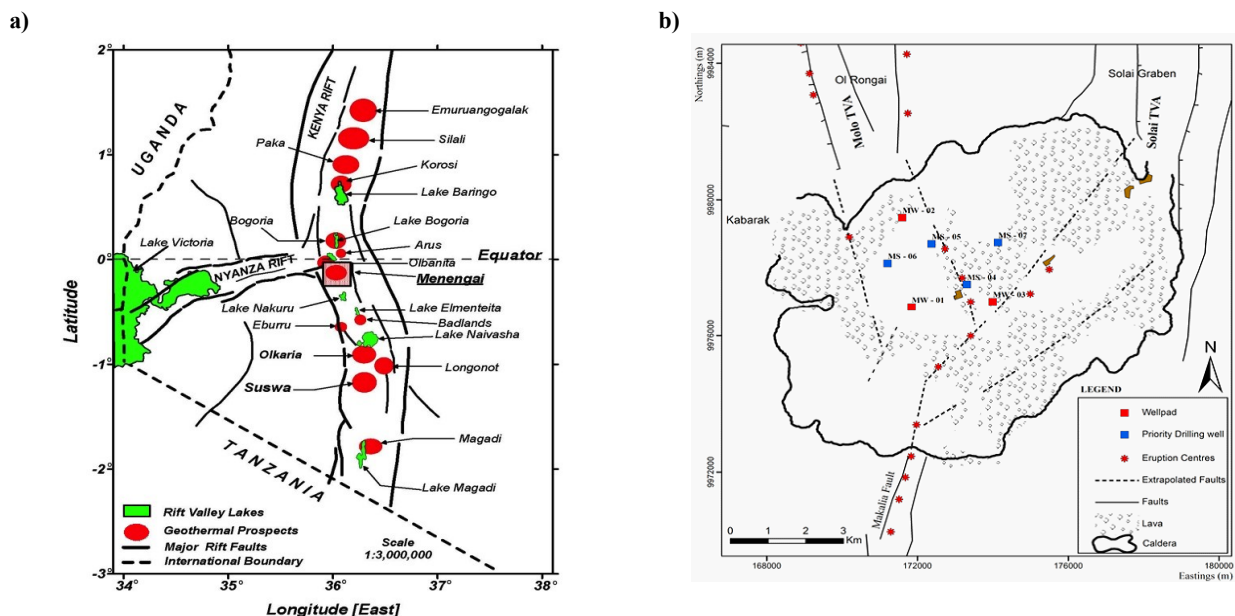 a)
2°
1°
0°
-1°
-2°
-3°
Latitude
34°
35°
36°
37°
38°
Longitude [East]
UGANDA
KENYA RIFT
Emuruangogalak
Silali
Paka
Korosi
Lake Baringo
Bogoria
Lake Bogoria
Arus
Lake Victoria
Equator
Olbanita
NYANZA RIFT
Menengai
Lake Nakuru
Lake Elmenteita
Eburru
Badlands
Lake Naivasha
Olkaria
Longonot
Suswa
Magadi
TANZANIA
Lake Magadi
Rift Valley Lakes
Geothermal Prospects
Major Rift Faults
International Boundary
Scale
1:3,000,000
b)
Northings (m)
9984000
9980000
9976000
9972000
Ol Rongai
Solai Graben
Molo TVA
Solai TVA
Kabarak
MW - 02
MS - 05
MS - 07
MS - 06
MS - 04
MW - 01
MW - 03
Makalia Fault
N
LEGEND
Wellpad
Priority Drilling well
Eruption Centres
Extrapolated Faults
Faults
Lava
Caldera
0 1 2 3
Km
168000
172000
176000
180000
Eastings (m)